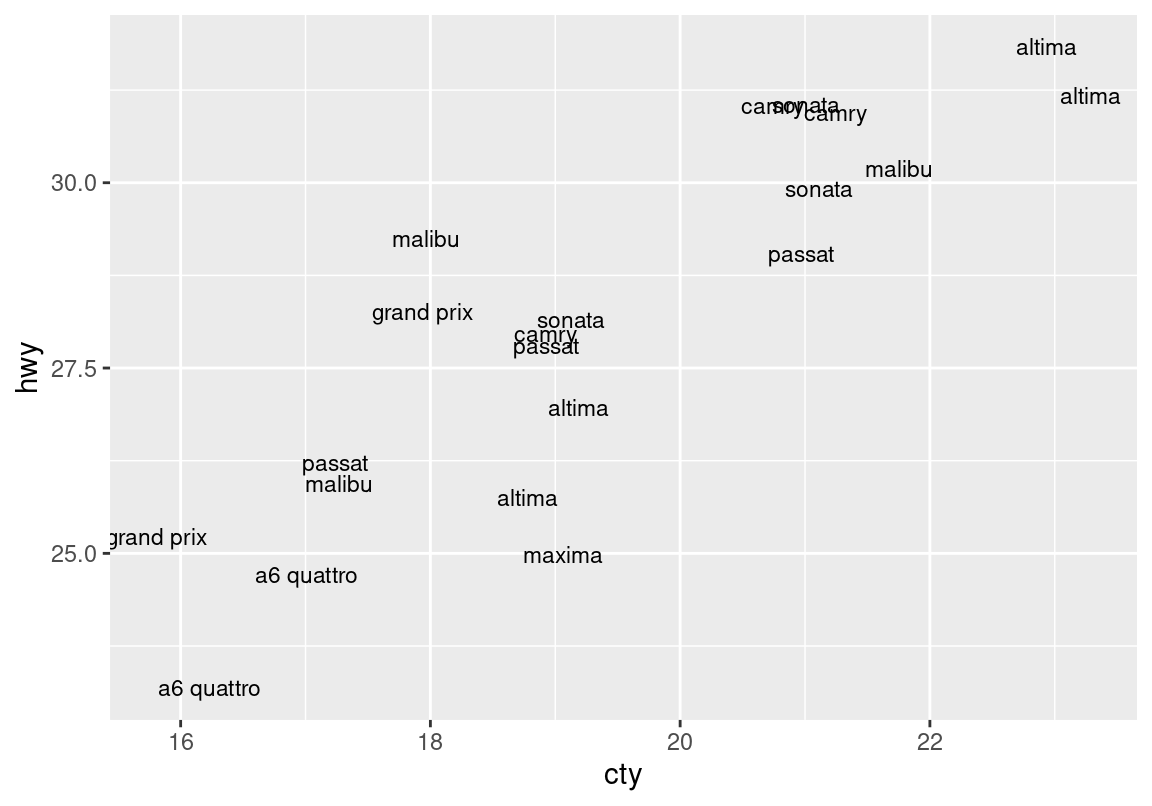 altima
altima
camry
sonata
camry
malibu
30.0
sonata
malibu
passat
grand prix
sonata
camry
passat
hwy
27.5
altima
passat
malibu
altima
grand prix
25.0
maxima
a6 quattro
a6 quattro
16 18 20 22
cty